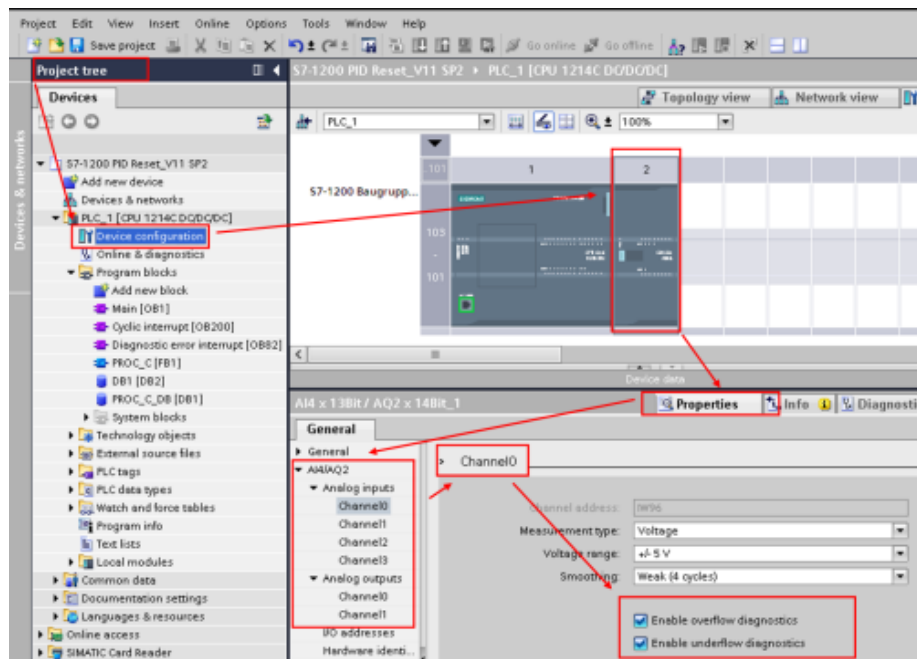 Project Edit View Insert Online Options Tools Window Help
Save project Go online Go offline
Project tree
S7-1200 PID Reset_V11 SP2 PLC_1 [CPU 1214C DC/DC/DC]
Devices
Topology view Network view
PLC_1 100%
Devices & networks
S7-1200 PID Reset_V11 SP2
Add new device
Devices & networks
PLC_1 [CPU 1214C DC/DC/DC]
Device configuration
Online & diagnostics
Program blocks
Add new block
Main [OB1]
Cyclic interrupt [OB200]
Diagnostic error interrupt [OB82]
PROC_C [FB1]
DB1 [DB2]
PROC_C_DB [DB1]
System blocks
Technology objects
External source files
PLC tags
PLC data types
Watch and force tables
Program info
Text lists
Local modules
Common data
Documentation settings
Languages & resources
Online access
SIMATIC Card Reader
101 1 2
S7-1200 Baugrupp...
SIEMENS
103
-
101
Device data
AI4 x 13Bit / AQ2 x 14Bit_1
Properties Info Diagnosti
General
General
AI4/AQ2
Analog inputs
Channel0
Channel1
Channel2
Channel3
Analog outputs
Channel0
Channel1
I/O addresses
Hardware identi...
Channel0
Channel address: IW96
Measurement type: Voltage
Voltage range: +/- 5 V
Smoothing: Weak (4 cycles)
Enable overflow diagnostics
Enable underflow diagnostics